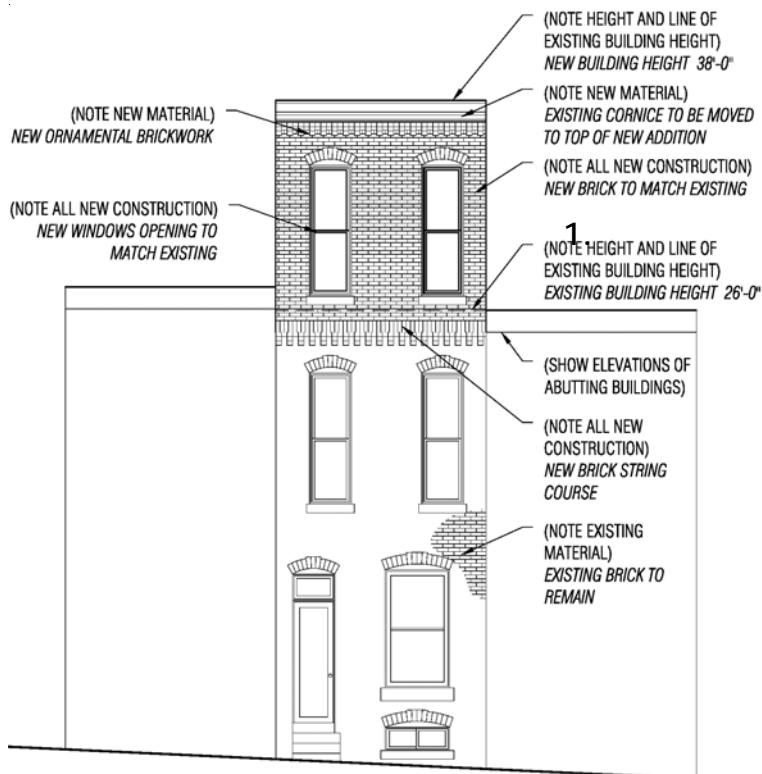 (NOTE HEIGHT AND LINE OF
EXISTING BUILDING HEIGHT)
NEW BUILDING HEIGHT 38'-0"
(NOTE NEW MATERIAL)
EXISTING CORNICE TO BE MOVED
TO TOP OF NEW ADDITION
(NOTE NEW MATERIAL)
NEW ORNAMENTAL BRICKWORK
(NOTE ALL NEW CONSTRUCTION)
NEW BRICK TO MATCH EXISTING
(NOTE ALL NEW CONSTRUCTION)
NEW WINDOWS OPENING TO
MATCH EXISTING
1.
(NOTE HEIGHT AND LINE OF
EXISTING BUILDING HEIGHT)
EXISTING BUILDING HEIGHT 26'-0"
(SHOW ELEVATIONS OF
ABUTTING BUILDINGS)
(NOTE ALL NEW
CONSTRUCTION)
NEW BRICK STRING
COURSE
(NOTE EXISTING
MATERIAL)
EXISTING BRICK TO
REMAIN